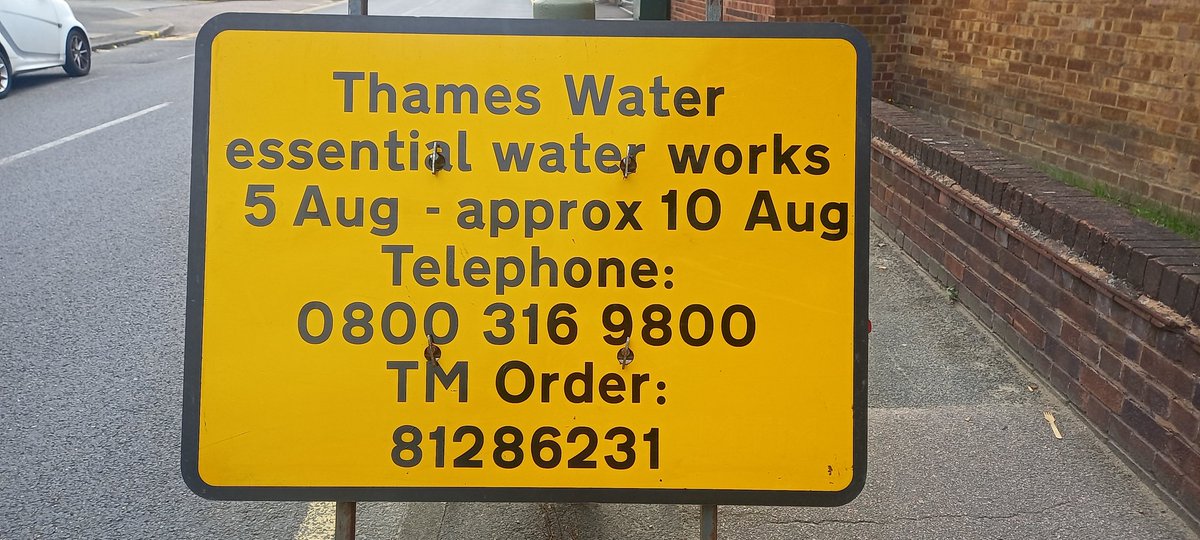 Thames Water
essential water works
5 Aug - approx 10 Aug
Telephone:
0800 316 9800
TM Order:
81286231